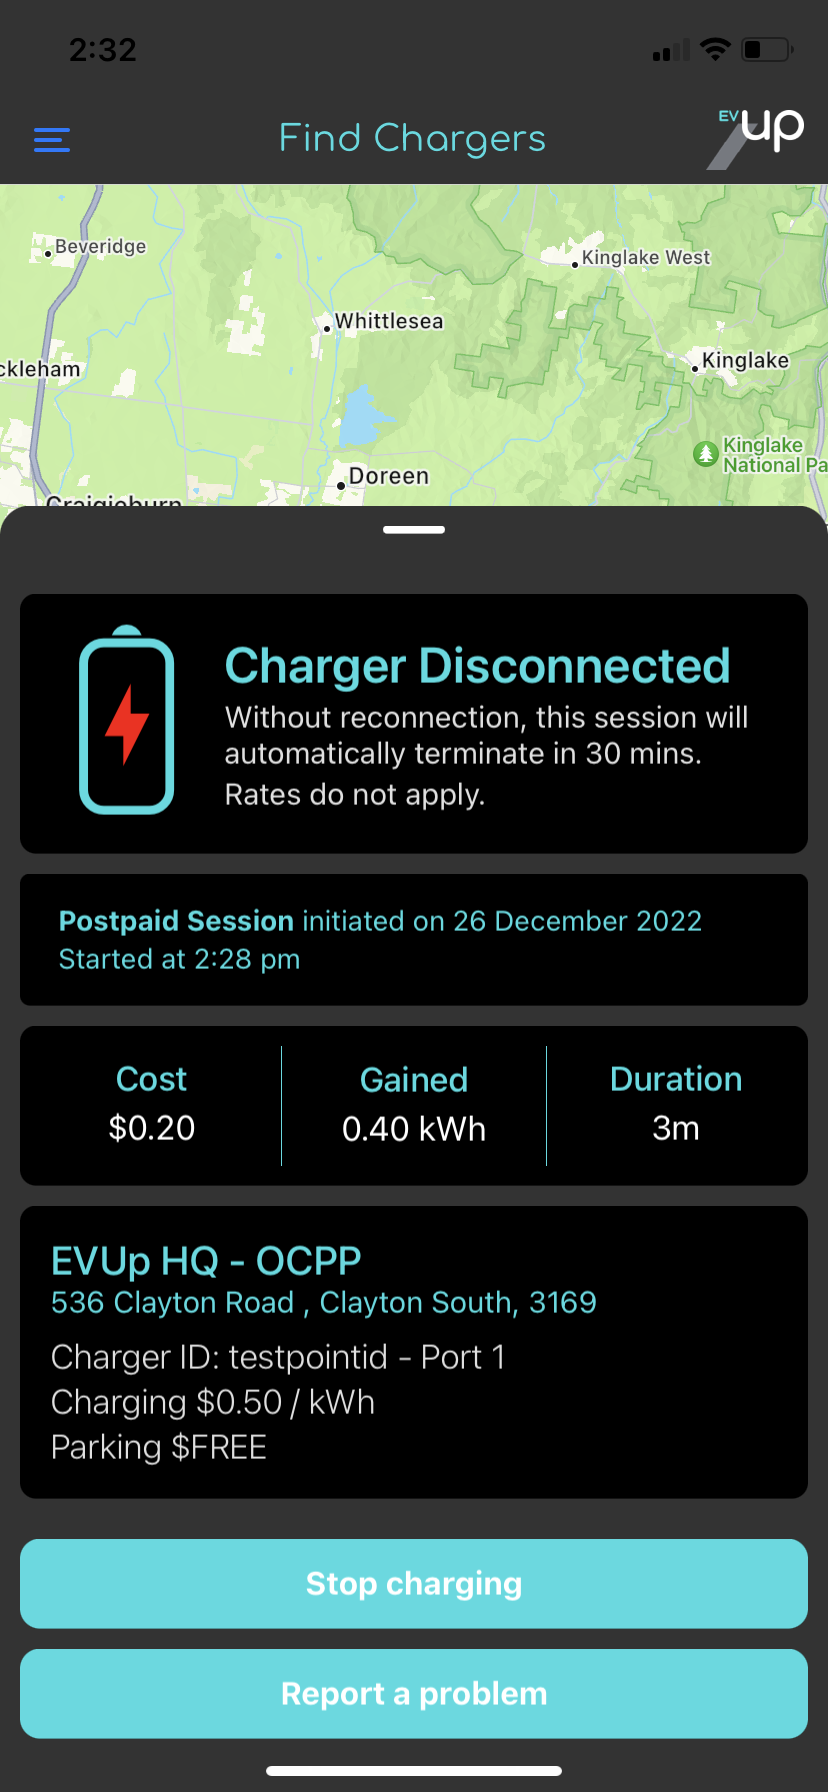 2:32
Find Chargers
EV up
Beveridge
Kinglake West
Whittlesea
ckleham
Kinglake
Kinglake
National Pa
Doreen
Craigieburn
Charger Disconnected
Without reconnection, this session will
automatically terminate in 30 mins.
Rates do not apply.
Postpaid Session initiated on 26 December 2022
Started at 2:28 pm
Cost
Gained
Duration
$0.20
0.40 kWh
3m
EVUp HQ - OCPP
536 Clayton Road , Clayton South, 3169
Charger ID: testpointid - Port 1
Charging $0.50 / kWh
Parking $FREE
Stop charging
Report a problem